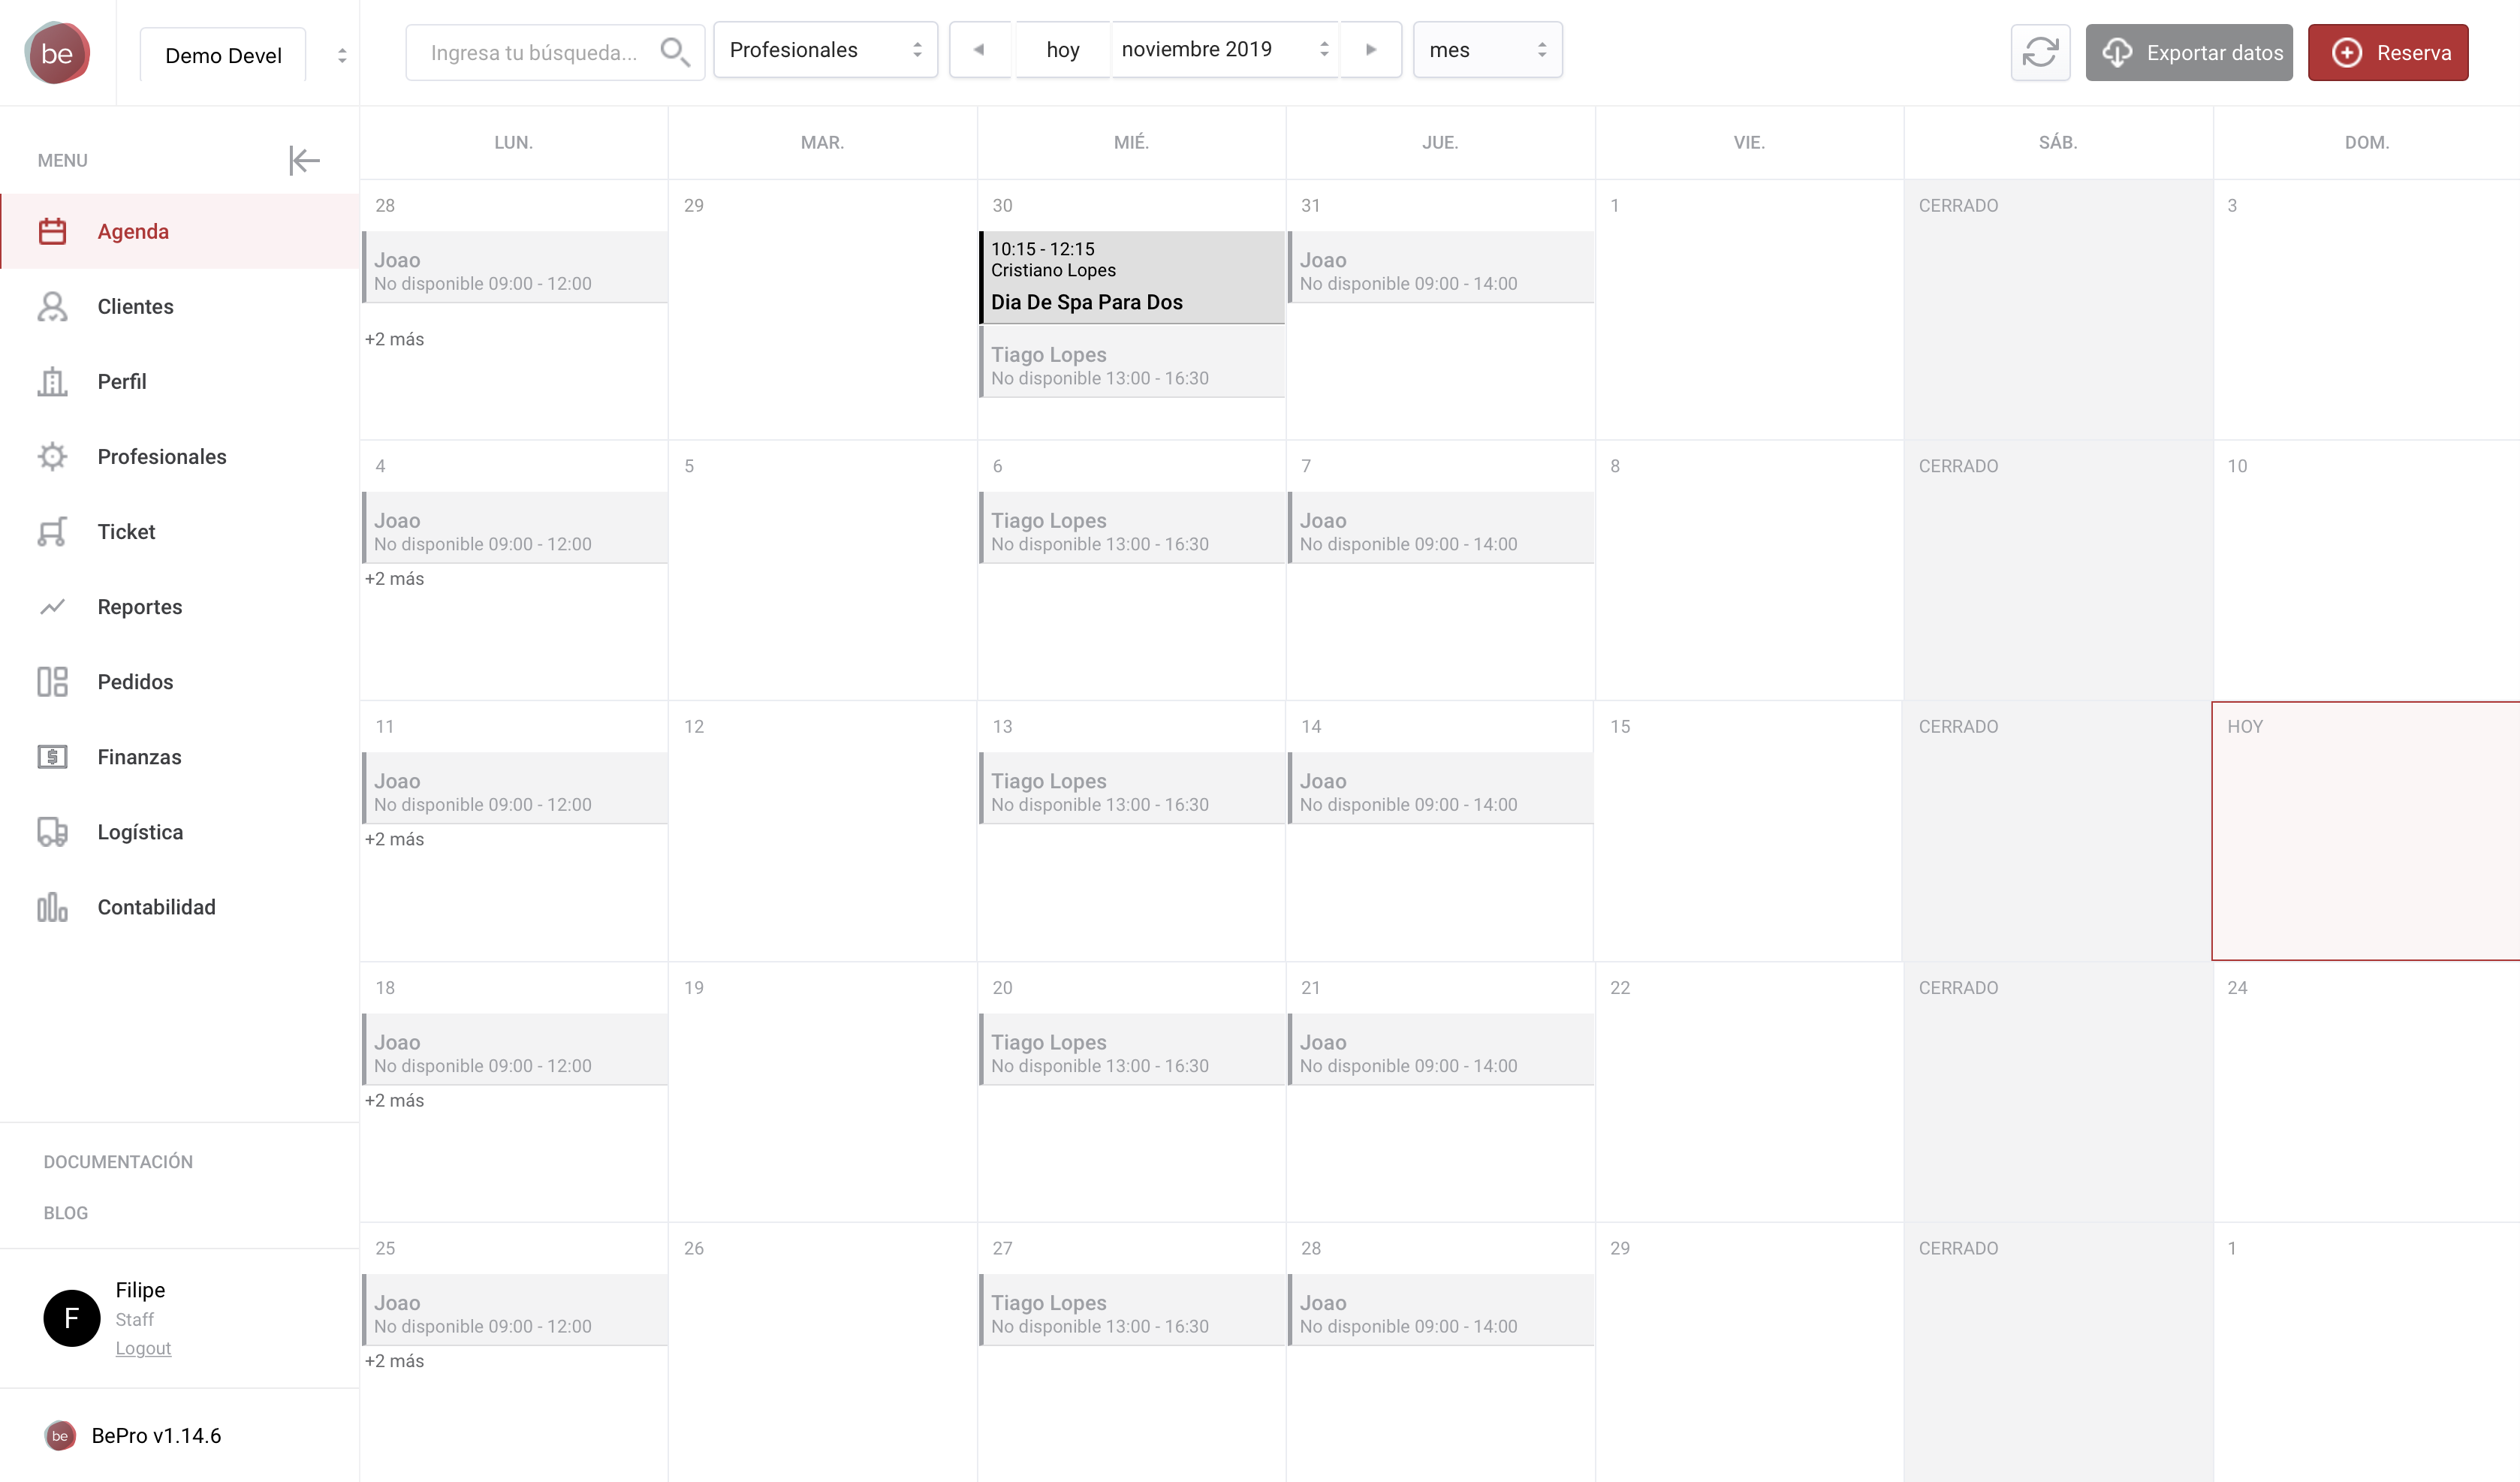 be
Demo Devel
Ingresa tu búsqueda...
Profesionales
hoy
noviembre 2019
mes
Exportar datos
Reserva
MENU
Agenda
Clientes
Perfil
Profesionales
Ticket
Reportes
Pedidos
Finanzas
Logística
Contabilidad
DOCUMENTACIÓN
BLOG
F
Filipe
Staff
Logout
be
BePro v1.14.6
LUN.
MAR.
MIÉ.
JUE.
VIE.
SÁB.
DOM.
28
Joao
No disponible 09:00 - 12:00
+2 más
29
30
10:15 - 12:15
Cristiano Lopes
Dia De Spa Para Dos
Tiago Lopes
No disponible 13:00 - 16:30
31
Joao
No disponible 09:00 - 14:00
1
CERRADO
3
4
Joao
No disponible 09:00 - 12:00
+2 más
5
6
Tiago Lopes
No disponible 13:00 - 16:30
7
Joao
No disponible 09:00 - 14:00
8
CERRADO
10
11
Joao
No disponible 09:00 - 12:00
+2 más
12
13
Tiago Lopes
No disponible 13:00 - 16:30
14
Joao
No disponible 09:00 - 14:00
15
CERRADO
HOY
18
Joao
No disponible 09:00 - 12:00
+2 más
19
20
Tiago Lopes
No disponible 13:00 - 16:30
21
Joao
No disponible 09:00 - 14:00
22
CERRADO
24
25
Joao
No disponible 09:00 - 12:00
+2 más
26
27
Tiago Lopes
No disponible 13:00 - 16:30
28
Joao
No disponible 09:00 - 14:00
29
CERRADO
1